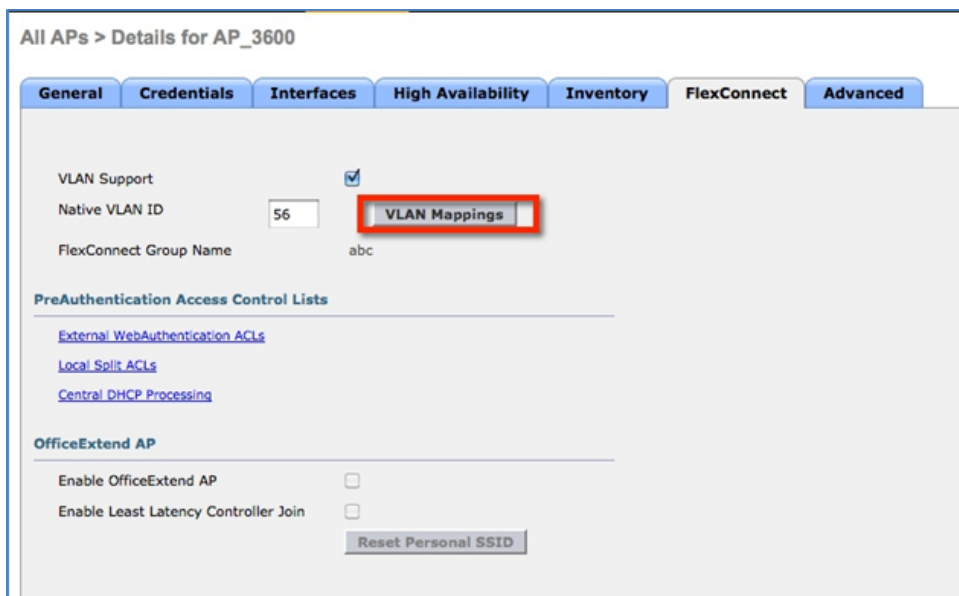 All APs > Details for AP_3600
General Credentials Interfaces High Availability Inventory FlexConnect Advanced
VLAN Support
Native VLAN ID 56 VLAN Mappings
FlexConnect Group Name abc
PreAuthentication Access Control Lists
External WebAuthentication ACLs
Local Split ACLs
Central DHCP Processing
OfficeExtend AP
Enable OfficeExtend AP
Enable Least Latency Controller Join
Reset Personal SSID